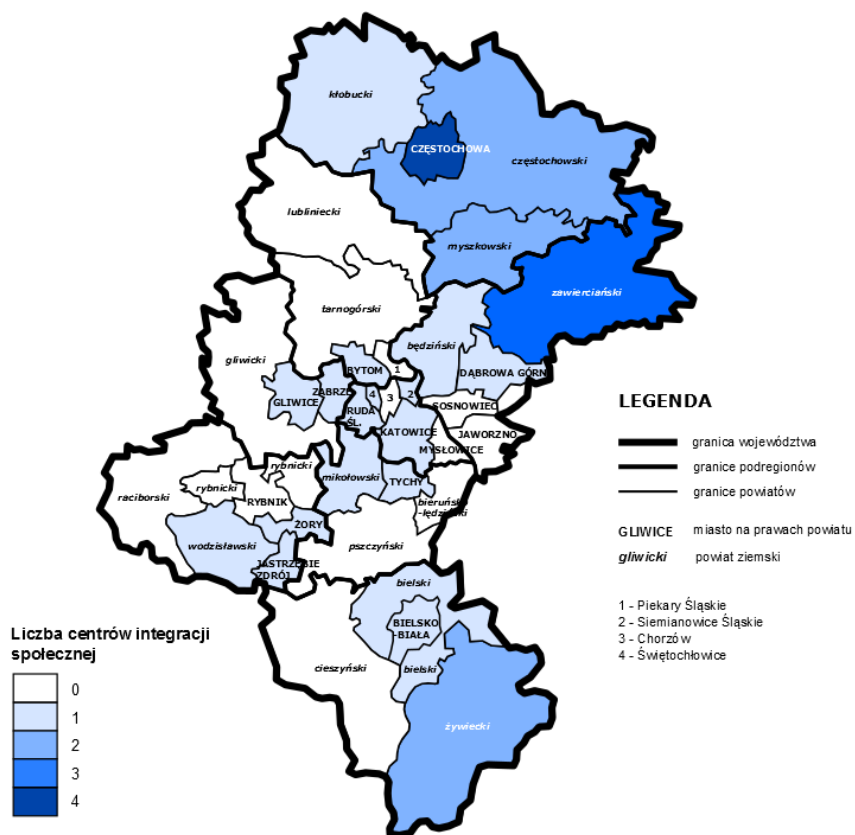 kłobucki
CZĘSTOCHOWA
częstochowski
lubliniecki
myszkowski
zawierciański
tarnogórski
będziński
gliwicki
BYTOM
1
DĄBROWA GÓRN
ZABRZE
GLIWICE
4
2
3
RUDA
ŚL.
SOSNOWIEC
KATOWICE
JAWORZNO
MYSŁOWICE
rybnicki
mikołowski
TYCHY
raciborski
rybnicki
RYBNIK
bieruńsko
-lędziński
ŻORY
wodzisławski
pszczyński
JASTRZĘBIE
ZDRÓJ
bielski
BIELSKO
-BIAŁA
cieszyński
bielski
żywiecki
LEGENDA
granica województwa
granice podregionów
granice powiatów
GLIWICE miasto na prawach powiatu
gliwicki powiat ziemski
1 - Piekary Śląskie
2 - Siemianowice Śląskie
3 - Chorzów
4 - Świętochłowice
Liczba centrów integracji
społecznej
0
1
2
3
4